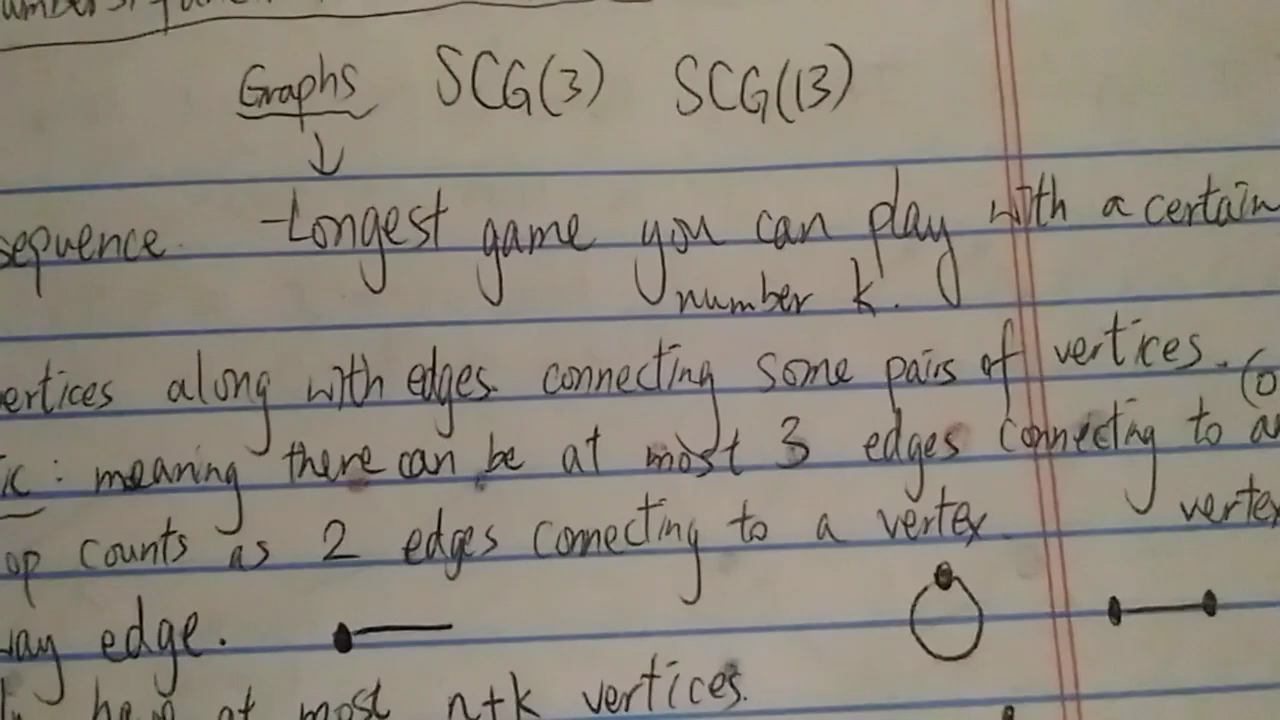 Graphs SCG(3) SCG(13)
sequence. -Longest game you can play with a certain
number k.
ertices along with edges connecting some pairs of vertices. (o
ic: meaning there can be at most 3 edges connecting to a
vertex
op counts as 2 edges connecting to a vertex.
way edge.
at most n+k vertices.